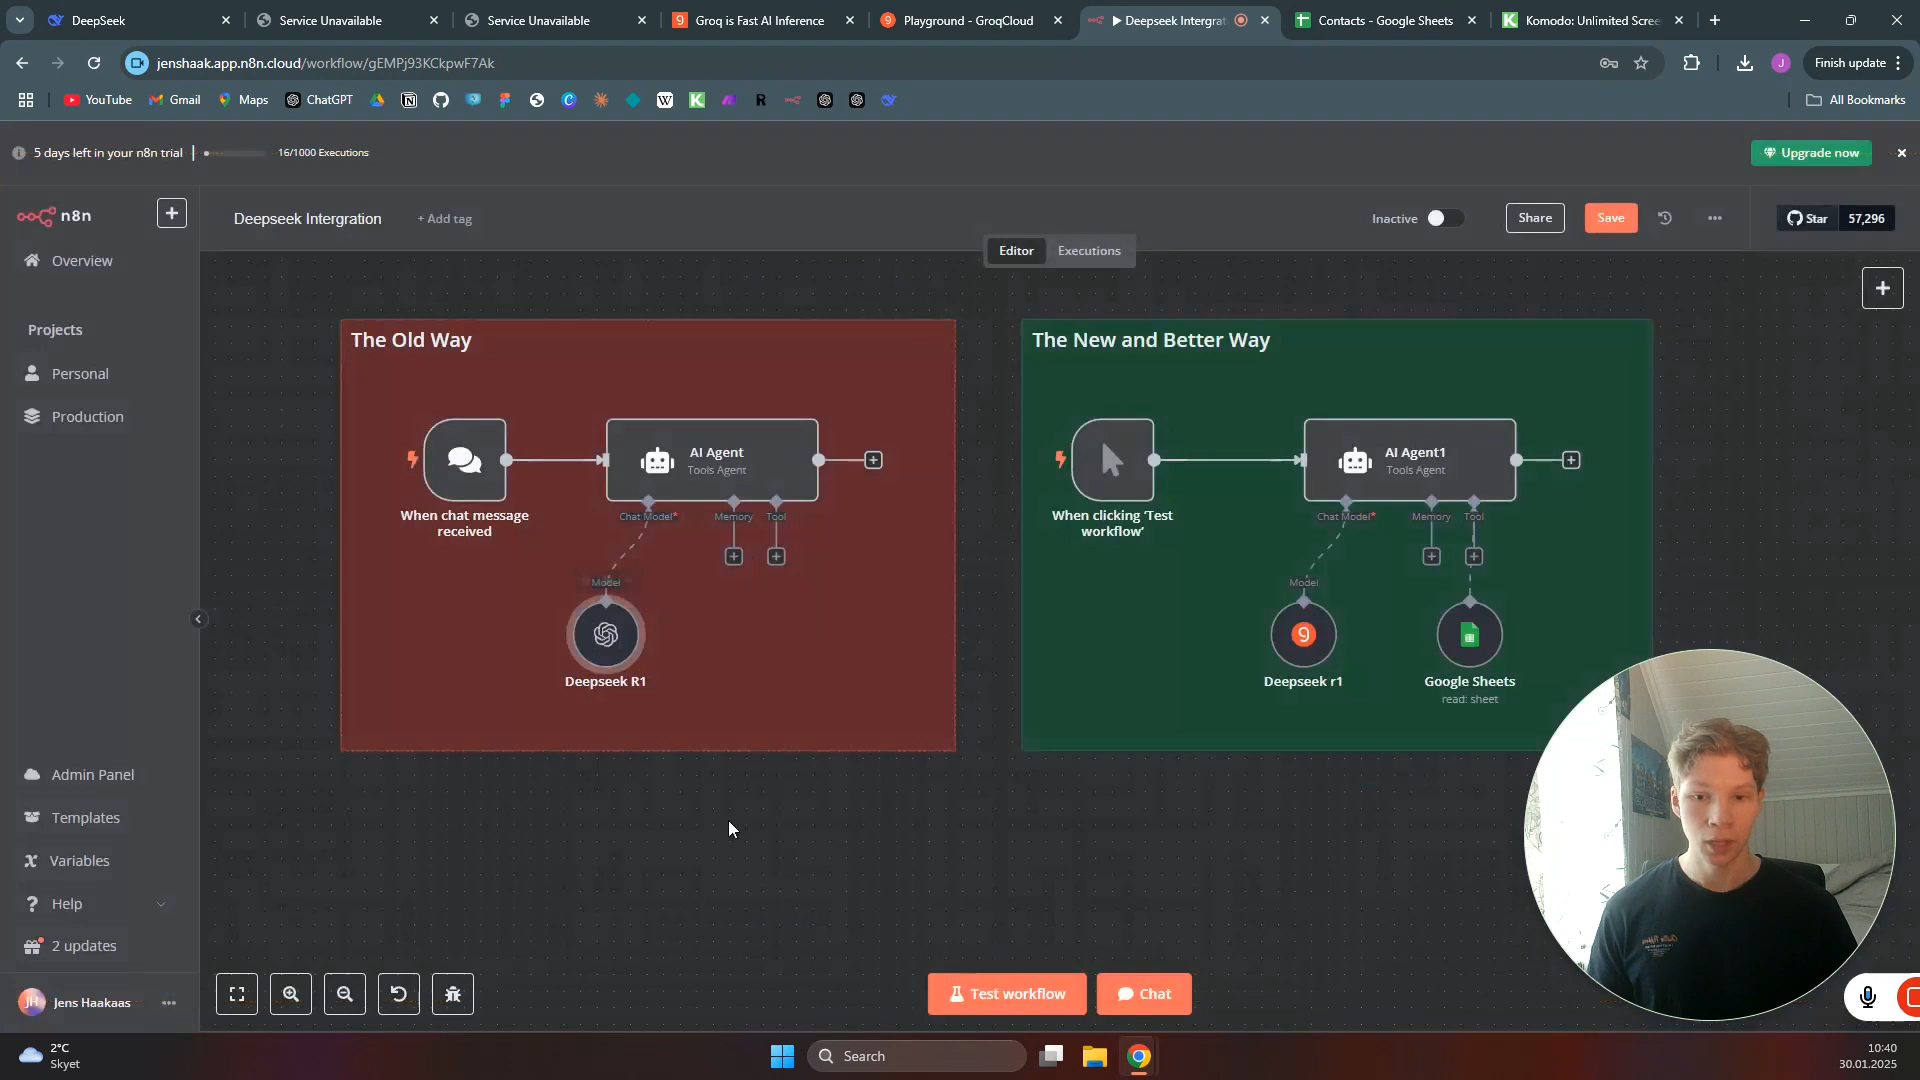 DeepSeek
Service Unavailable
Service Unavailable
Groq is Fast AI Inference
Playground - GroqCloud
Deepseek Intergrat
Contacts - Google Sheets
Komodo: Unlimited Scree
jenshaak.app.n8n.cloud/workflow/gEMPj93KCkpwF7Ak
J
Finish update
YouTube
Gmail
Maps
ChatGPT
All Bookmarks
5 days left in your n8n trial
16/1000 Executions
Upgrade now
n8n
Deepseek Intergration
+ Add tag
Inactive
Share
Save
Star
57,296
Editor
Executions
Overview
Projects
Personal
Production
The Old Way
When chat message
received
AI Agent
Tools Agent
Chat Model*
Memory
Tool
Model
Deepseek R1
The New and Better Way
When clicking ‘Test
workflow’
AI Agent1
Tools Agent
Chat Model*
Memory
Tool
Model
Deepseek r1
Google Sheets
read: sheet
Admin Panel
Templates
Variables
Help
2 updates
JH
Jens Haakaas
Test workflow
Chat
2°C
Skyet
Search
10:40
30.01.2025